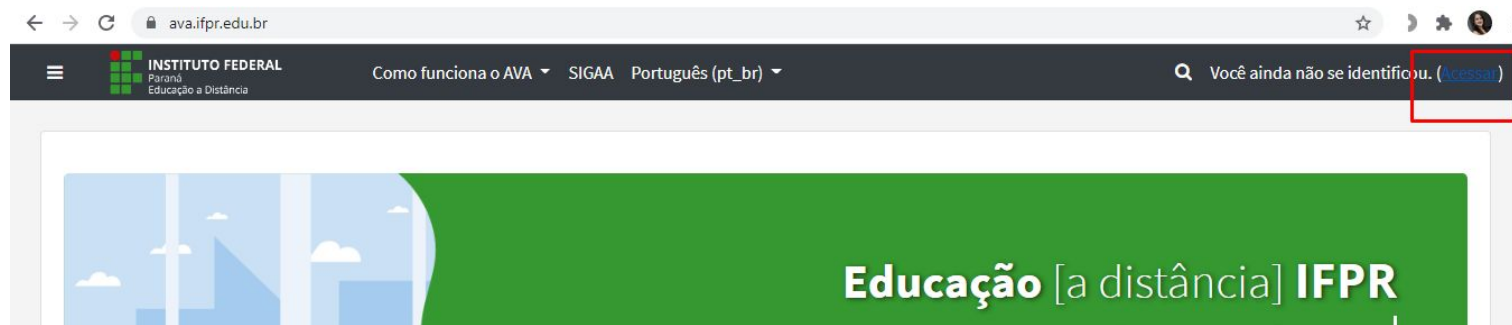 ava.ifpr.edu.br
INSTITUTO FEDERAL
Paraná
Educação a Distância
Como funciona o AVA SIGAA Português (pt_br) Você ainda não se identificou. (Acessar)
Educação [a distância] IFPR